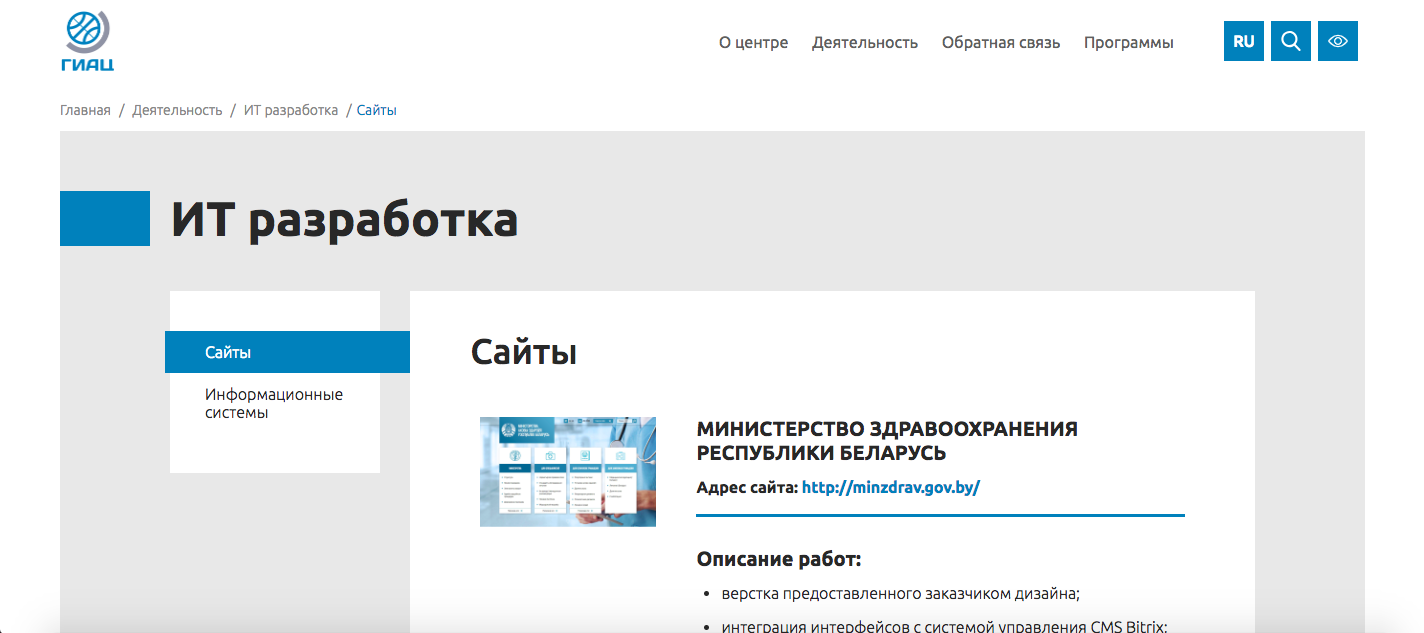 ГИАЦ
О центре
Деятельность
Обратная связь
Программы
RU
Главная / Деятельность / ИТ разработка / Сайты
ИТ разработка
Сайты
Информационные
системы
Сайты
МИНИСТЕРСТВО ЗДРАВООХРАНЕНИЯ
РЕСПУБЛИКИ БЕЛАРУСЬ
Адрес сайта: http://minzdrav.gov.by/
Описание работ:
• верстка предоставленного заказчиком дизайна;
• интеграция интерфейсов с системой управления CMS Bitrix;